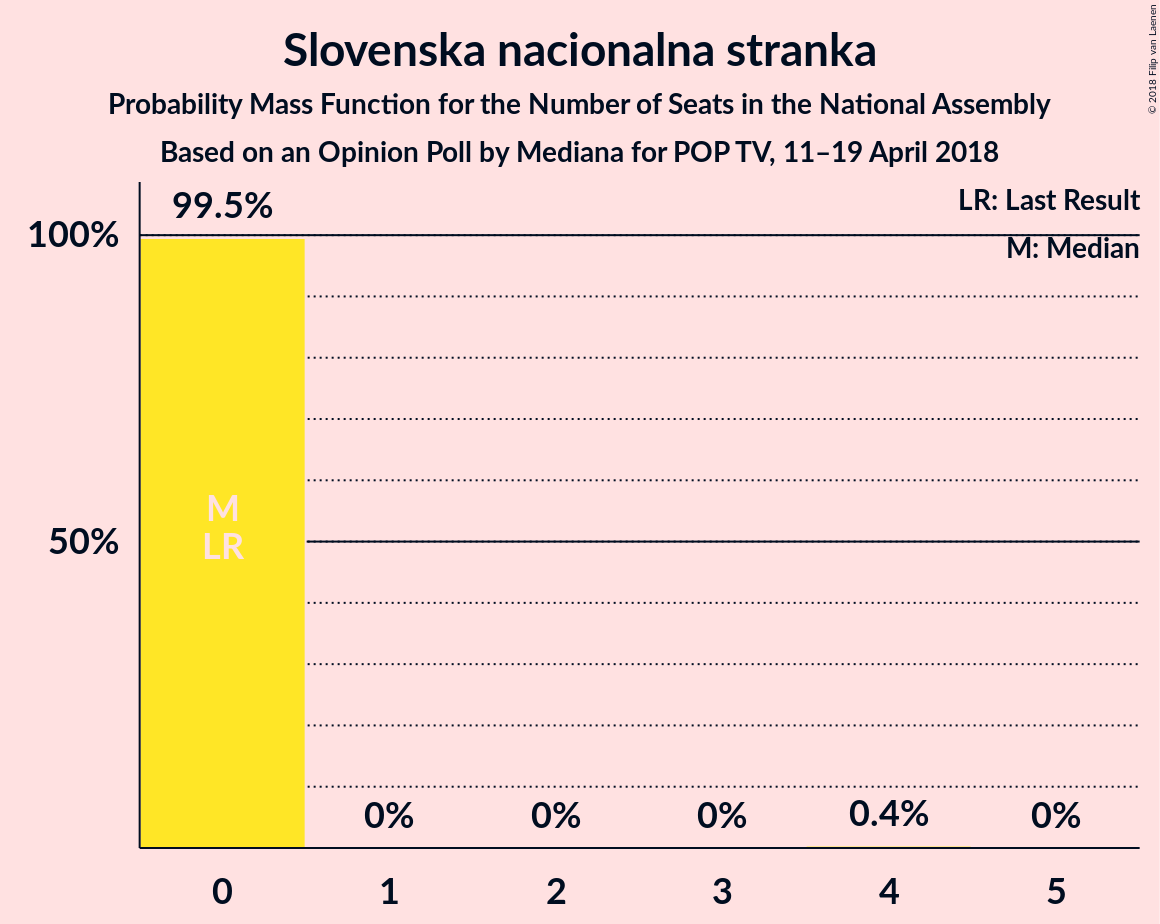 Slovenska nacionalna stranka
Probability Mass Function for the Number of Seats in the National Assembly
Based on an Opinion Poll by Mediana for POP TV, 11–19 April 2018
© 2018 Filip van Laenen
LR: Last Result
M: Median
99.5%
100%
M
LR
50%
0%
0%
0%
0.4%
0%
0
1
2
3
4
5